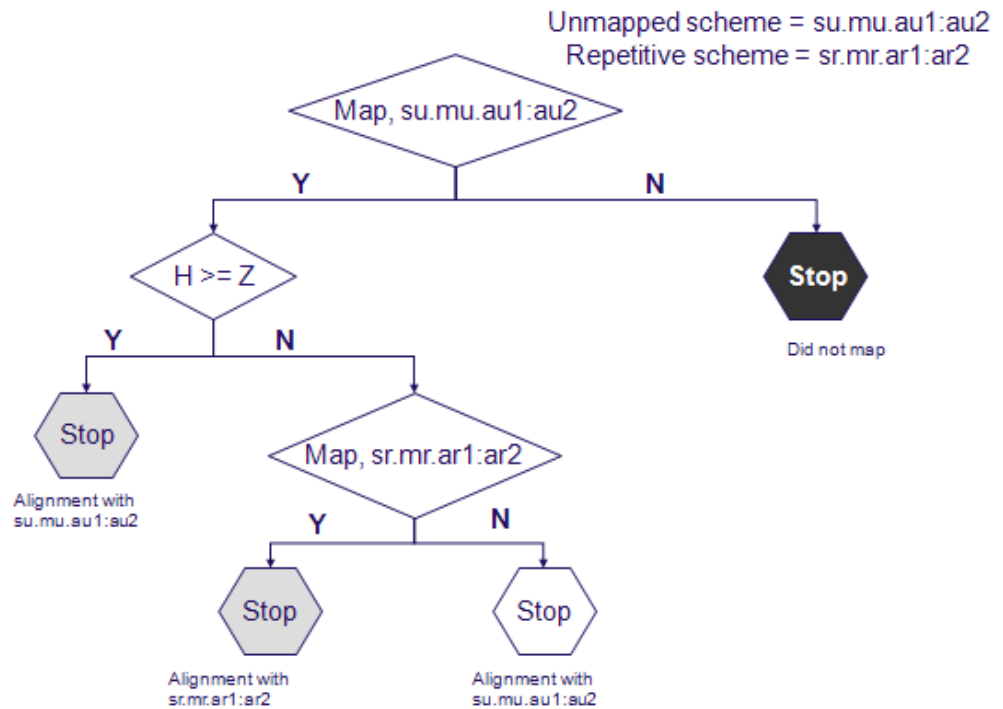 Unmapped scheme = su.mu.au1:au2
Repetitive scheme = sr.mr.ar1:ar2
Map, su.mu.au1:au2
Y
N
H >= Z
Stop
Did not map
Y
N
Stop
Map, sr.mr.ar1:ar2
Alignment with
su.mu.au1:au2
Y
N
Stop
Stop
Alignment with
sr.mr.ar1:ar2
Alignment with
su.mu.au1:au2